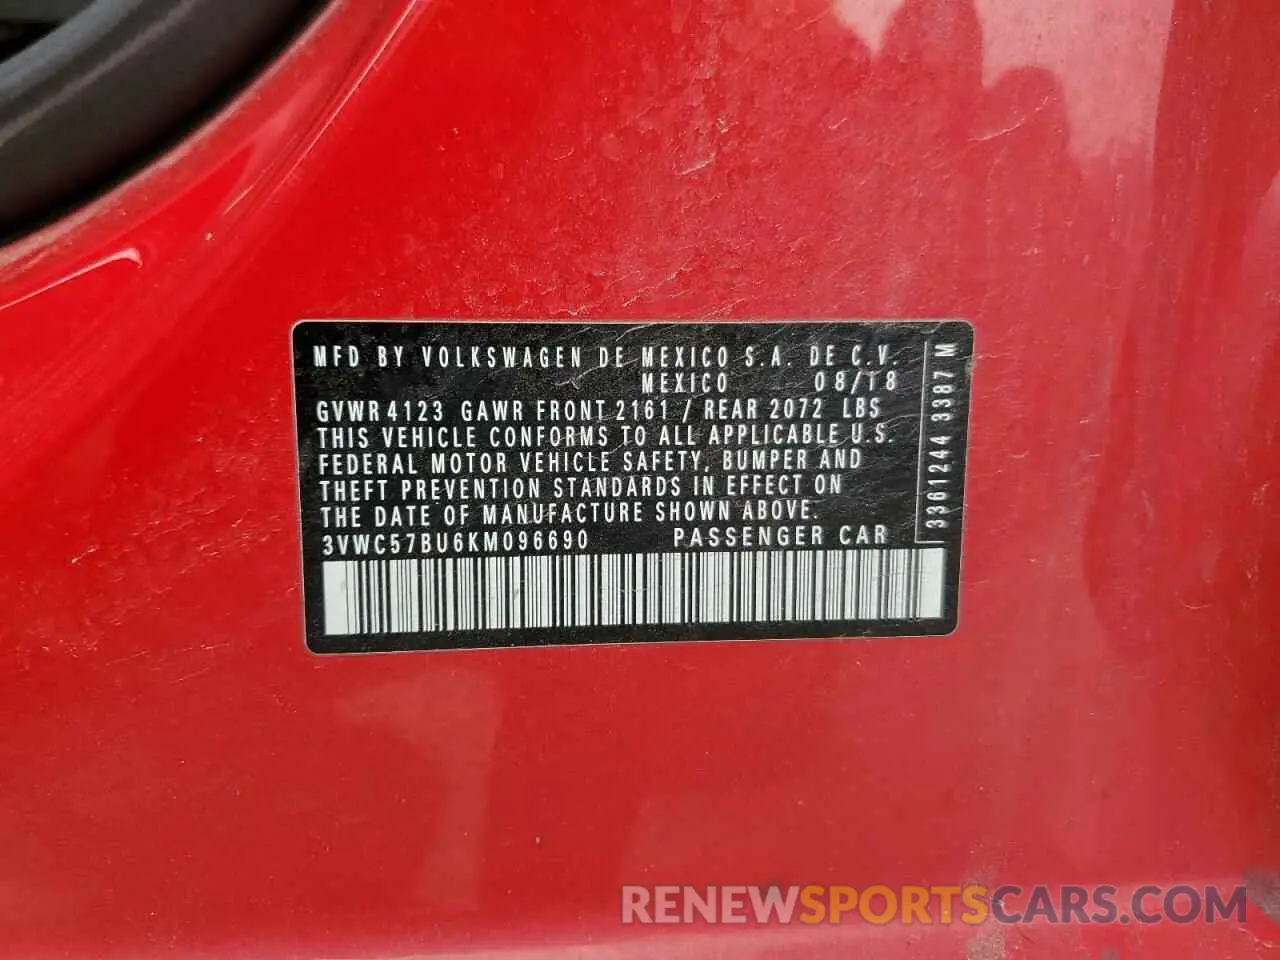 MFD BY VOLKSWAGEN DE MEXICO S.A. DE C.V.
MEXICO 08/18
GVWR 4123 GAWR FRONT 2161 / REAR 2072 LBS
THIS VEHICLE CONFORMS TO ALL APPLICABLE U.S.
FEDERAL MOTOR VEHICLE SAFETY, BUMPER AND
THEFT PREVENTION STANDARDS IN EFFECT ON
THE DATE OF MANUFACTURE SHOWN ABOVE.
3VWC57BU6KM096690 PASSENGER CAR
3361244 3387 M
RENEWSPORTSCARS.COM